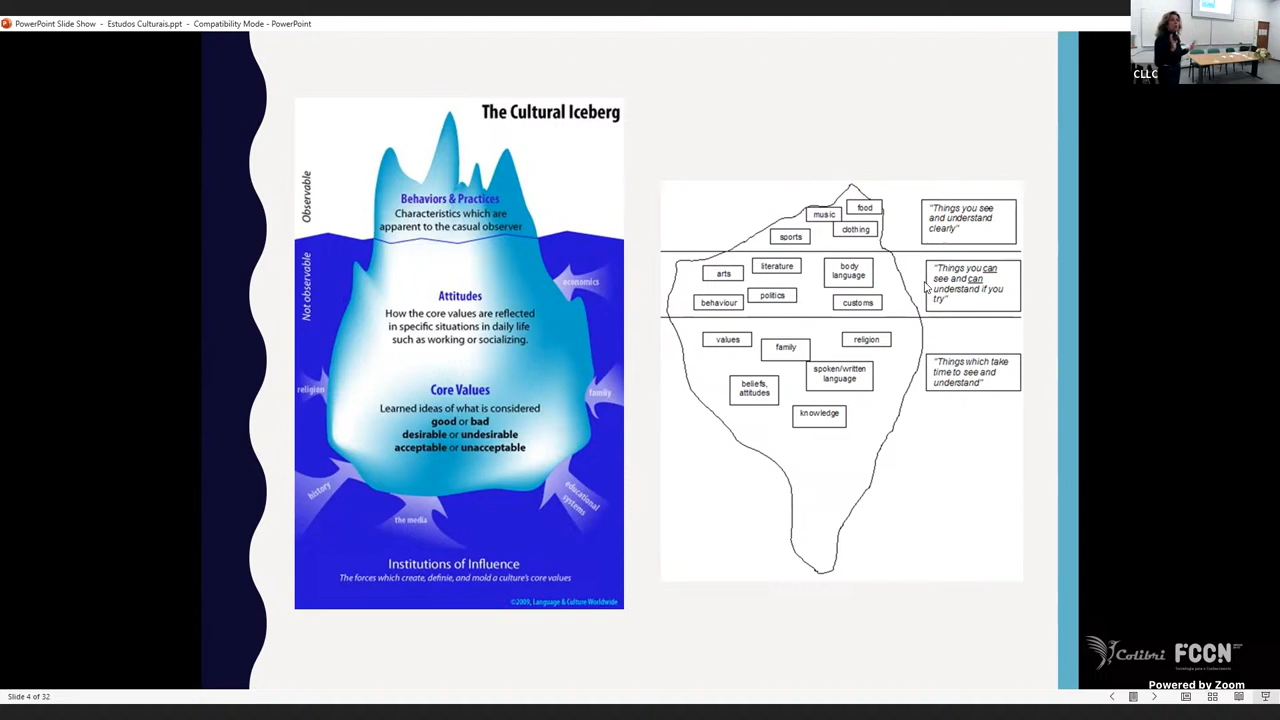 PowerPoint Slide Show - Estudos Culturais.ppt - Compatibility Mode - PowerPoint
CLLC
The Cultural Iceberg
Observable
Behaviors & Practices
Characteristics which are
apparent to the casual observer
Not observable
economics
Attitudes
How the core values are reflected
in specific situations in daily life
such as working or socializing.
religion
family
Core Values
Learned ideas of what is considered
good or bad
desirable or undesirable
acceptable or unacceptable
history
the media
educational
systems
Institutions of Influence
The forces which create, definie, and mold a culture's core values
©2009, Language & Culture Worldwide
food
music
clothing
sports
"Things you see
and understand
clearly"
arts
literature
body
language
behaviour
politics
customs
"Things you can
see and can
understand if you
try"
values
family
religion
spoken/written
language
beliefs,
attitudes
knowledge
"Things which take
time to see and
understand"
Colibri
FCCN
Powered by Zoom
Slide 4 of 32